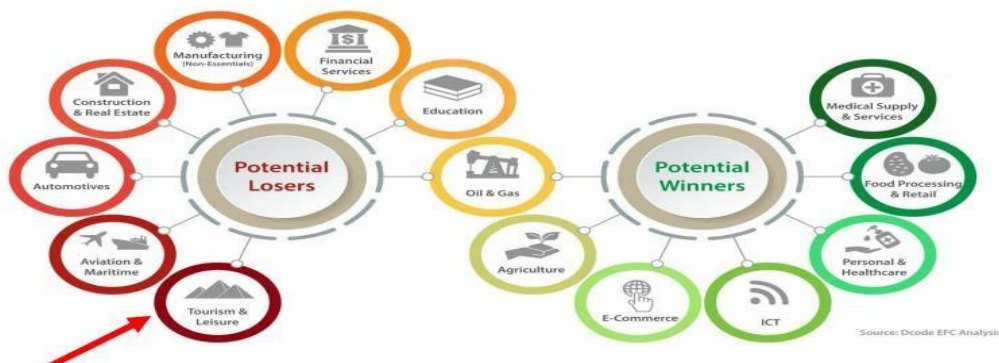 Manufacturing
(Non-Essentials)
Financial
Services
Construction
& Real Estate
Education
Medical Supply
& Services
Potential
Losers
Potential
Winners
Automotives
Oil & Gas
Food Processing
& Retail
Aviation &
Maritime
Agriculture
Personal &
Healthcare
Tourism &
Leisure
E-Commerce
ICT
Source: Dcode EFC Analysis